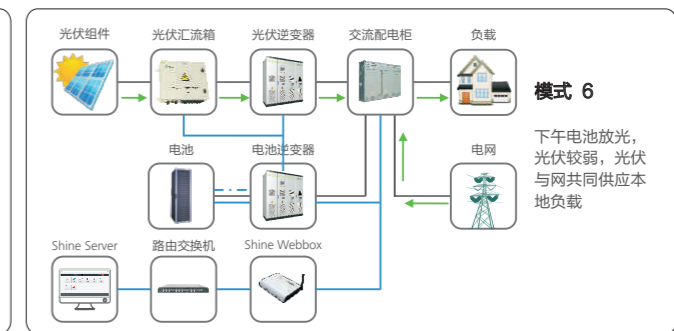 光伏组件
光伏汇流箱
光伏逆变器
交流配电柜
负载
模式 6
下午电池放光，
光伏较弱，光伏
与网共同供应本
地负载
电池
电池逆变器
电网
Shine Server
路由交换机
Shine Webbox